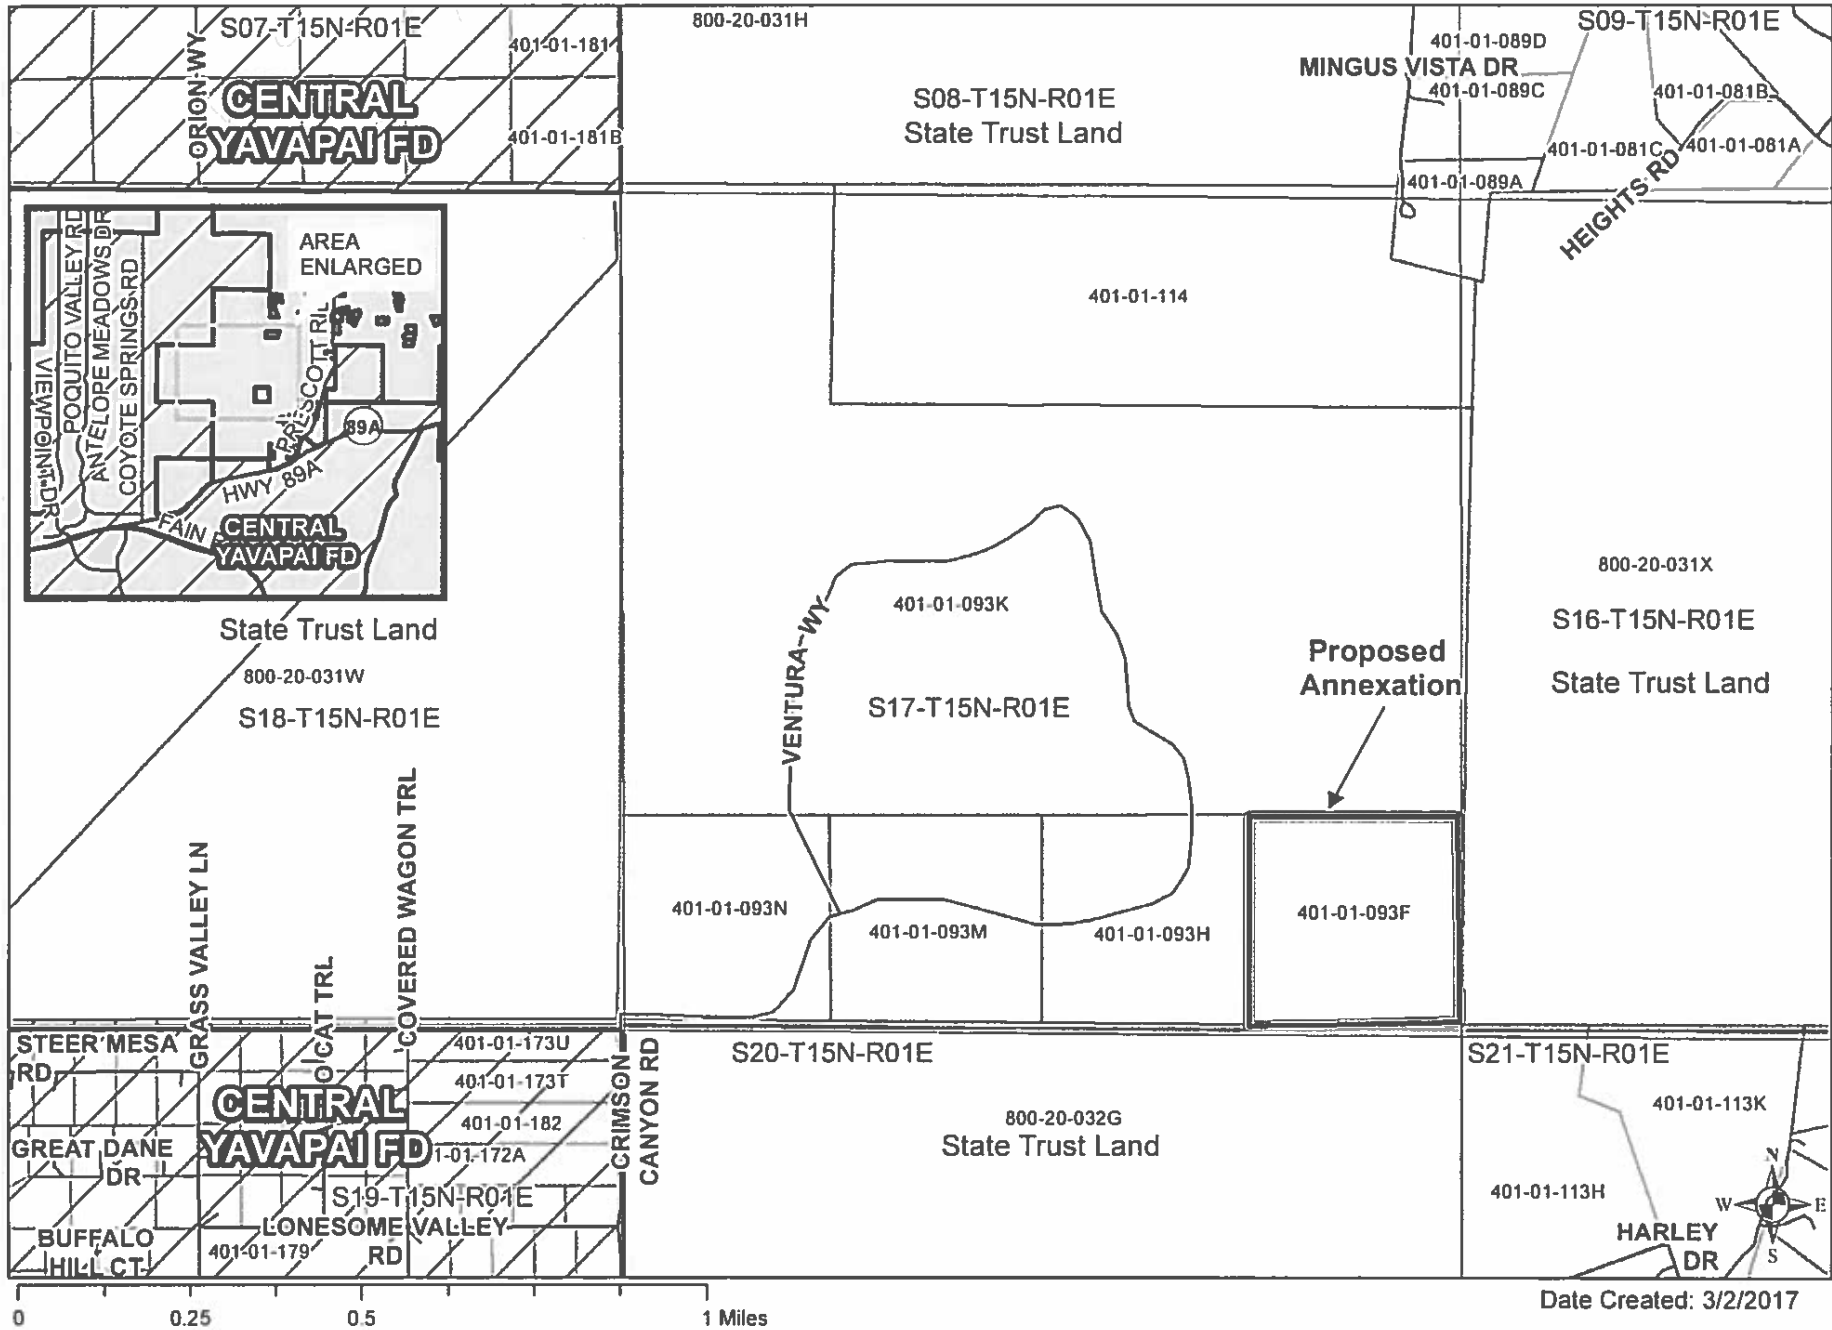 S07-T15N-R01E
401-01-181
ORION WY
CENTRAL
YAVAPAI FD
401-01-181B
800-20-031H
S08-T15N-R01E
State Trust Land
S09-T15N-R01E
401-01-089D
MINGUS VISTA DR
401-01-089C
401-01-081B
401-01-081C
401-01-081A
401-01-089A
HEIGHTS RD
AREA
ENLARGED
VIEWPOINT DR
POQUITO VALLEY RD
ANTELOPE MEADOWS DR
COYOTE SPRINGS RD
PRESCOTT
89A
HWY 89A
FAIN
CENTRAL
YAVAPAI FD
401-01-114
State Trust Land
800-20-031W
S18-T15N-R01E
401-01-093K
VENTURA WY
S17-T15N-R01E
Proposed
Annexation
800-20-031X
S16-T15N-R01E
State Trust Land
401-01-093N
401-01-093M
401-01-093H
401-01-093F
GRASS VALLEY LN
CAT TRL
COVERED WAGON TRL
STEER MESA
RD
401-01-173U
401-01-173T
CENTRAL
YAVAPAI FD
401-01-182
1-01-172A
GREAT DANE
DR
S19-T15N-R01E
LONESOME VALLEY
RD
401-01-179
BUFFALO
HILL CT
CRIMSON
CANYON RD
S20-T15N-R01E
800-20-032G
State Trust Land
S21-T15N-R01E
401-01-113K
401-01-113H
HARLEY
DR
N
W
E
S
0
0.25
0.5
1 Miles
Date Created: 3/2/2017